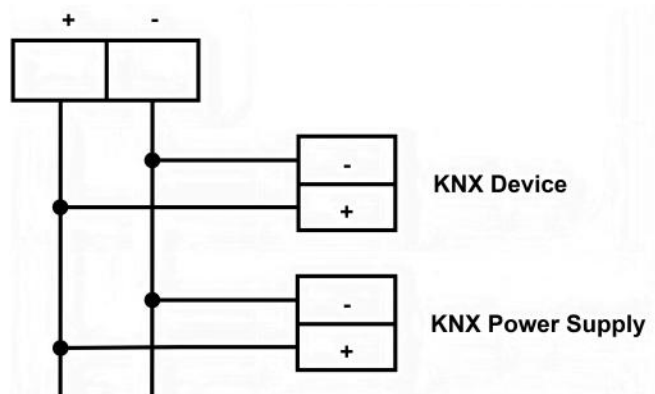 + -
-
KNX Device
+
-
KNX Power Supply
+